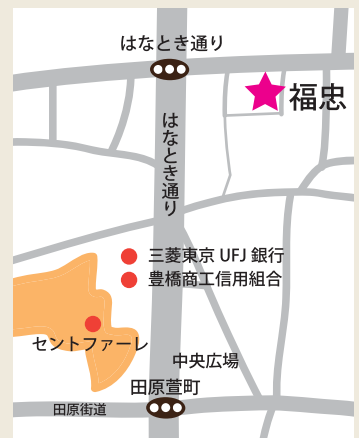 はなとき通り
福忠
はなとき通り
三菱東京 UFJ 銀行
豊橋商工信用組合
セントファーレ
中央広場
田原萱町
田原街道